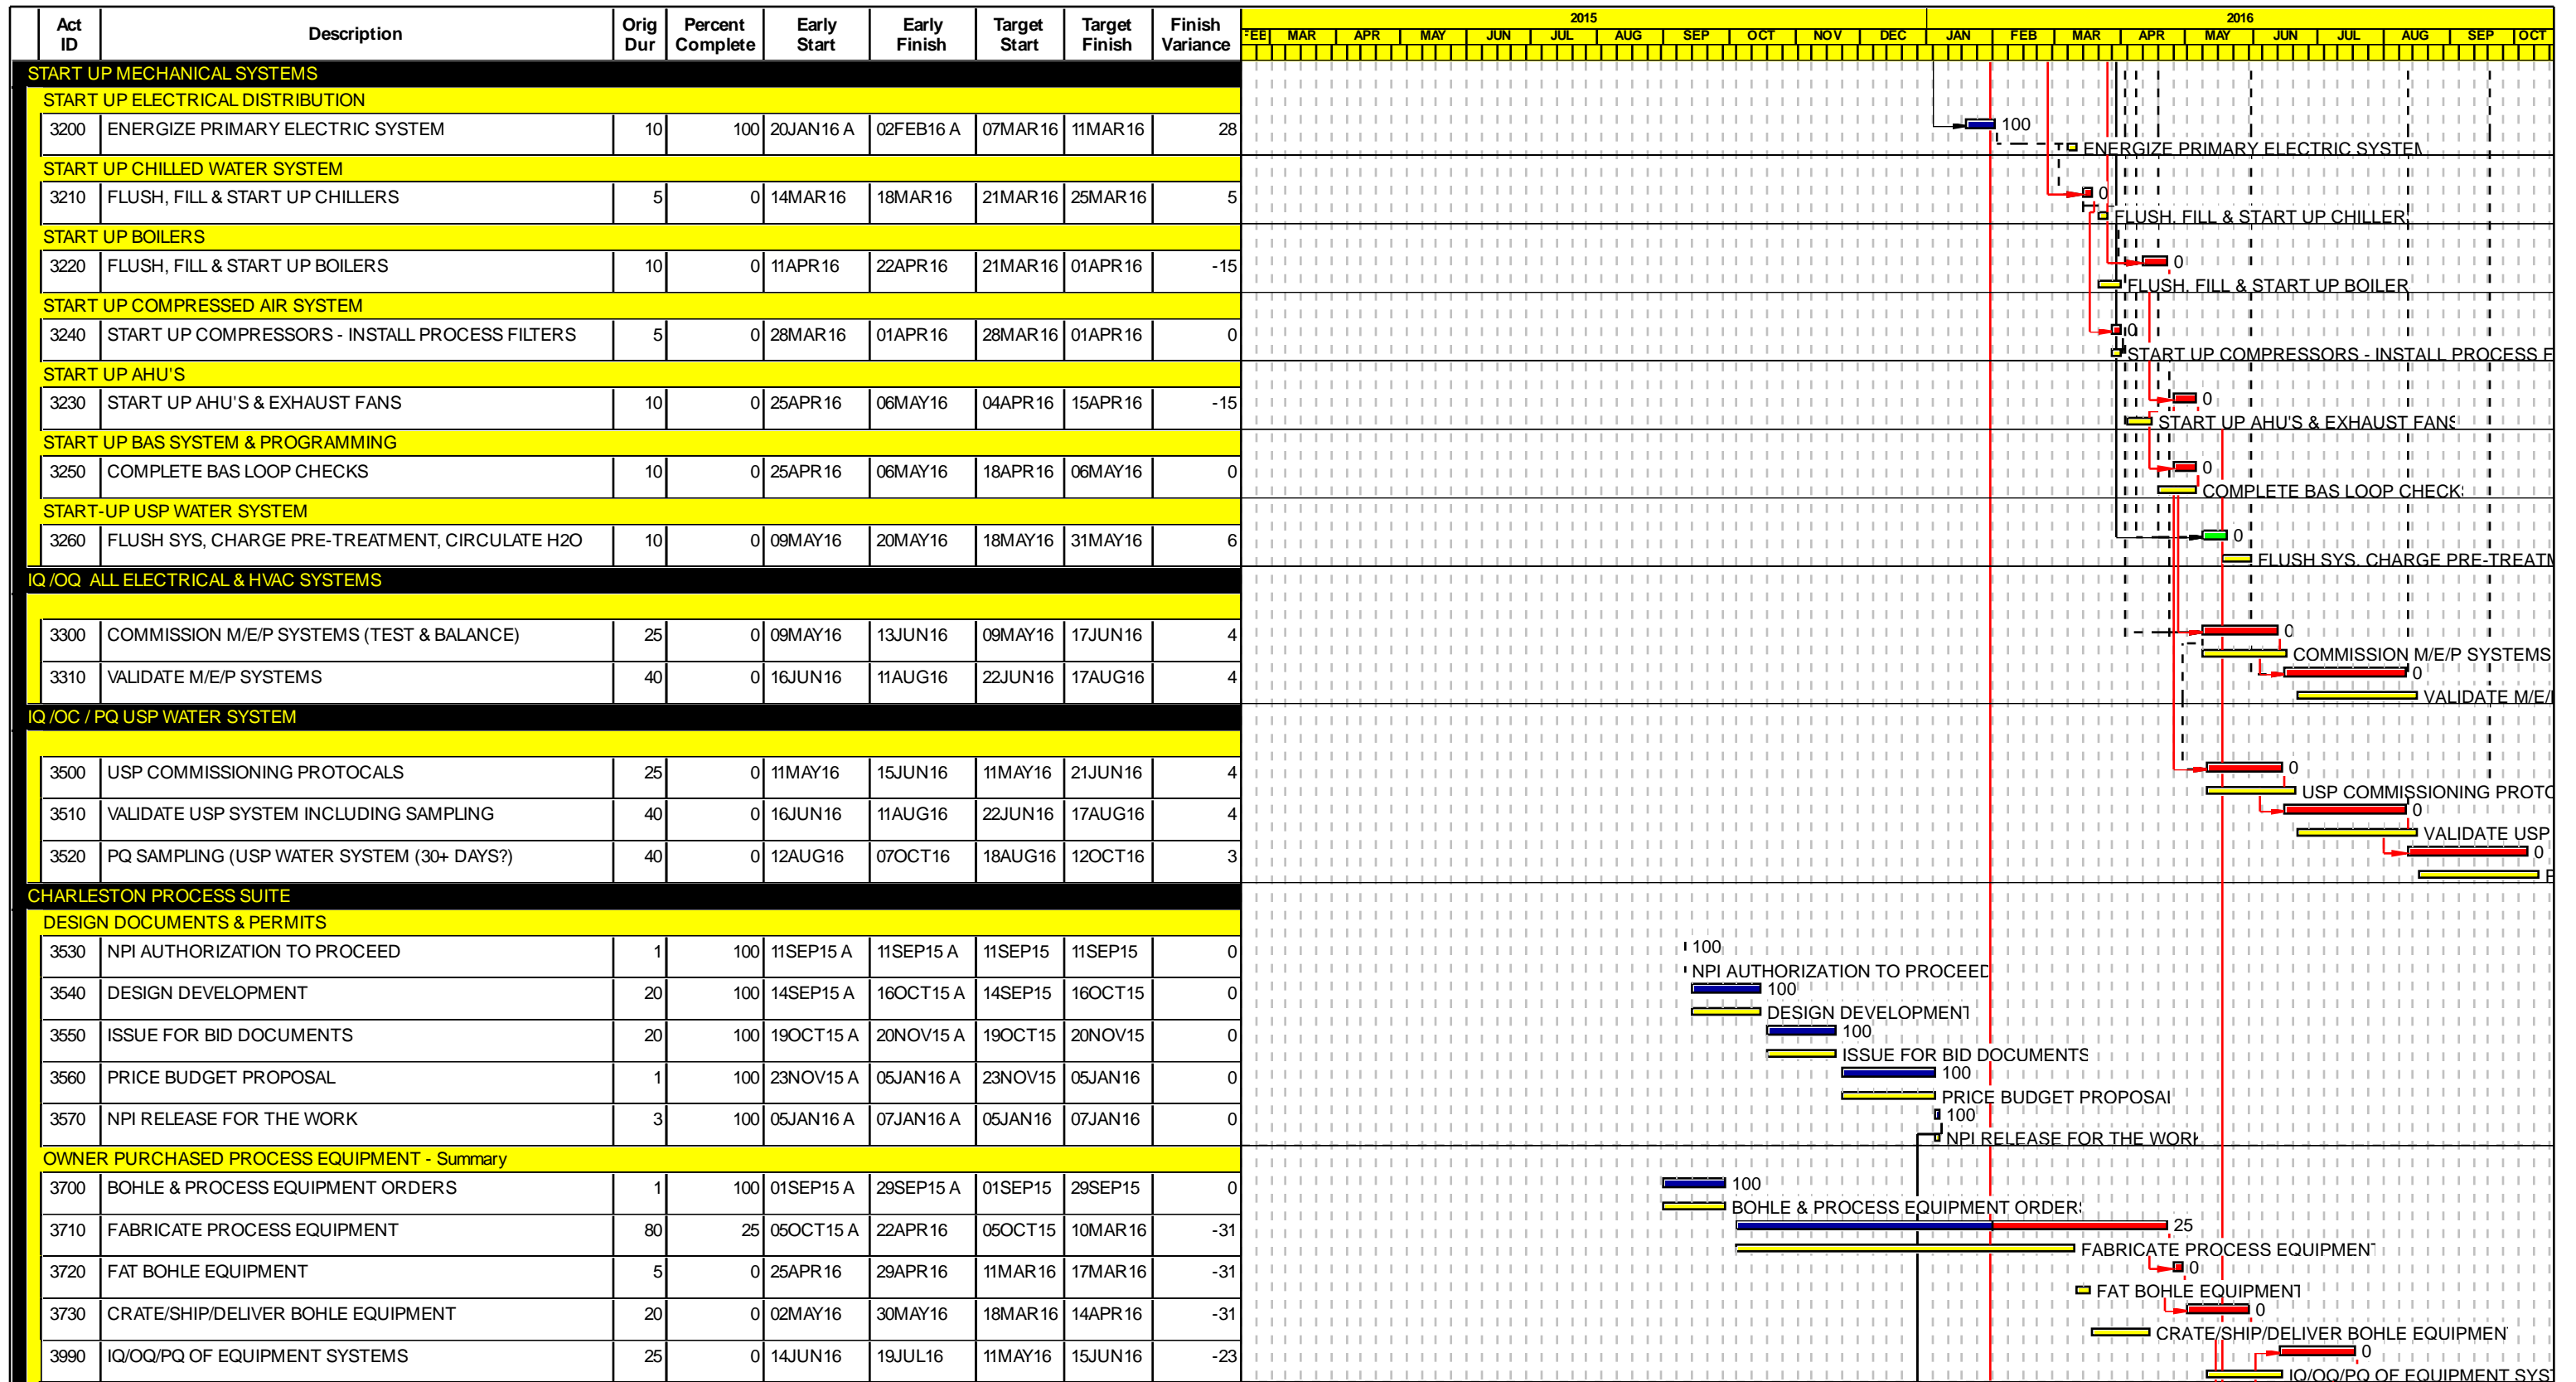 Act ID Description Orig Dur Percent Complete Early Start Early Finish Target Start Target Finish Finish Variance
2015 2016
FEB MAR APR MAY JUN JUL AUG SEP OCT NOV DEC JAN FEB MAR APR MAY JUN JUL AUG SEP OCT
START UP MECHANICAL SYSTEMS
START UP ELECTRICAL DISTRIBUTION
3200 ENERGIZE PRIMARY ELECTRIC SYSTEM 10 100 20JAN16 A 02FEB16 A 07MAR16 11MAR16 28 100
ENERGIZE PRIMARY ELECTRIC SYSTEM
START UP CHILLED WATER SYSTEM
3210 FLUSH, FILL & START UP CHILLERS 5 0 14MAR16 18MAR16 21MAR16 25MAR16 5 0
FLUSH, FILL & START UP CHILLER
START UP BOILERS
3220 FLUSH, FILL & START UP BOILERS 10 0 11APR16 22APR16 21MAR16 01APR16 -15 0
FLUSH, FILL & START UP BOILER
START UP COMPRESSED AIR SYSTEM
3240 START UP COMPRESSORS - INSTALL PROCESS FILTERS 5 0 28MAR16 01APR16 28MAR16 01APR16 0 0
START UP COMPRESSORS - INSTALL PROCESS F
START UP AHU'S
3230 START UP AHU'S & EXHAUST FANS 10 0 25APR16 06MAY16 04APR16 15APR16 -15 0
START UP AHU'S & EXHAUST FANS
START UP BAS SYSTEM & PROGRAMMING
3250 COMPLETE BAS LOOP CHECKS 10 0 25APR16 06MAY16 18APR16 06MAY16 0 0
COMPLETE BAS LOOP CHECK
START-UP USP WATER SYSTEM
3260 FLUSH SYS, CHARGE PRE-TREATMENT, CIRCULATE H2O 10 0 09MAY16 20MAY16 18MAY16 31MAY16 6 0
FLUSH SYS, CHARGE PRE-TREATM
IQ /OQ ALL ELECTRICAL & HVAC SYSTEMS
3300 COMMISSION M/E/P SYSTEMS (TEST & BALANCE) 25 0 09MAY16 13JUN16 09MAY16 17JUN16 4 0
COMMISSION M/E/P SYSTEMS
3310 VALIDATE M/E/P SYSTEMS 40 0 16JUN16 11AUG16 22JUN16 17AUG16 4 0
VALIDATE M/E/
IQ /OC / PQ USP WATER SYSTEM
3500 USP COMMISSIONING PROTOCALS 25 0 11MAY16 15JUN16 11MAY16 21JUN16 4 0
USP COMMISSIONING PROTO
3510 VALIDATE USP SYSTEM INCLUDING SAMPLING 40 0 16JUN16 11AUG16 22JUN16 17AUG16 4 0
VALIDATE USP
3520 PQ SAMPLING (USP WATER SYSTEM (30+ DAYS?) 40 0 12AUG16 07OCT16 18AUG16 12OCT16 3 0
CHARLESTON PROCESS SUITE
DESIGN DOCUMENTS & PERMITS
3530 NPI AUTHORIZATION TO PROCEED 1 100 11SEP15 A 11SEP15 A 11SEP15 11SEP15 0 100
NPI AUTHORIZATION TO PROCEED
3540 DESIGN DEVELOPMENT 20 100 14SEP15 A 16OCT15 A 14SEP15 16OCT15 0 100
DESIGN DEVELOPMENT
3550 ISSUE FOR BID DOCUMENTS 20 100 19OCT15 A 20NOV15 A 19OCT15 20NOV15 0 100
ISSUE FOR BID DOCUMENTS
3560 PRICE BUDGET PROPOSAL 1 100 23NOV15 A 05JAN16 A 23NOV15 05JAN16 0 100
PRICE BUDGET PROPOSAL
3570 NPI RELEASE FOR THE WORK 3 100 05JAN16 A 07JAN16 A 05JAN16 07JAN16 0 100
NPI RELEASE FOR THE WORK
OWNER PURCHASED PROCESS EQUIPMENT - Summary
3700 BOHLE & PROCESS EQUIPMENT ORDERS 1 100 01SEP15 A 29SEP15 A 01SEP15 29SEP15 0 100
BOHLE & PROCESS EQUIPMENT ORDERS
3710 FABRICATE PROCESS EQUIPMENT 80 25 05OCT15 A 22APR16 05OCT15 10MAR16 -31 25
FABRICATE PROCESS EQUIPMENT
3720 FAT BOHLE EQUIPMENT 5 0 25APR16 29APR16 11MAR16 17MAR16 -31 0
FAT BOHLE EQUIPMENT
3730 CRATE/SHIP/DELIVER BOHLE EQUIPMENT 20 0 02MAY16 30MAY16 18MAR16 14APR16 -31 0
CRATE/SHIP/DELIVER BOHLE EQUIPMEN
3990 IQ/OQ/PQ OF EQUIPMENT SYSTEMS 25 0 14JUN16 19JUL16 11MAY16 15JUN16 -23 0
IQ/OQ/PQ OF EQUIPMENT SYST